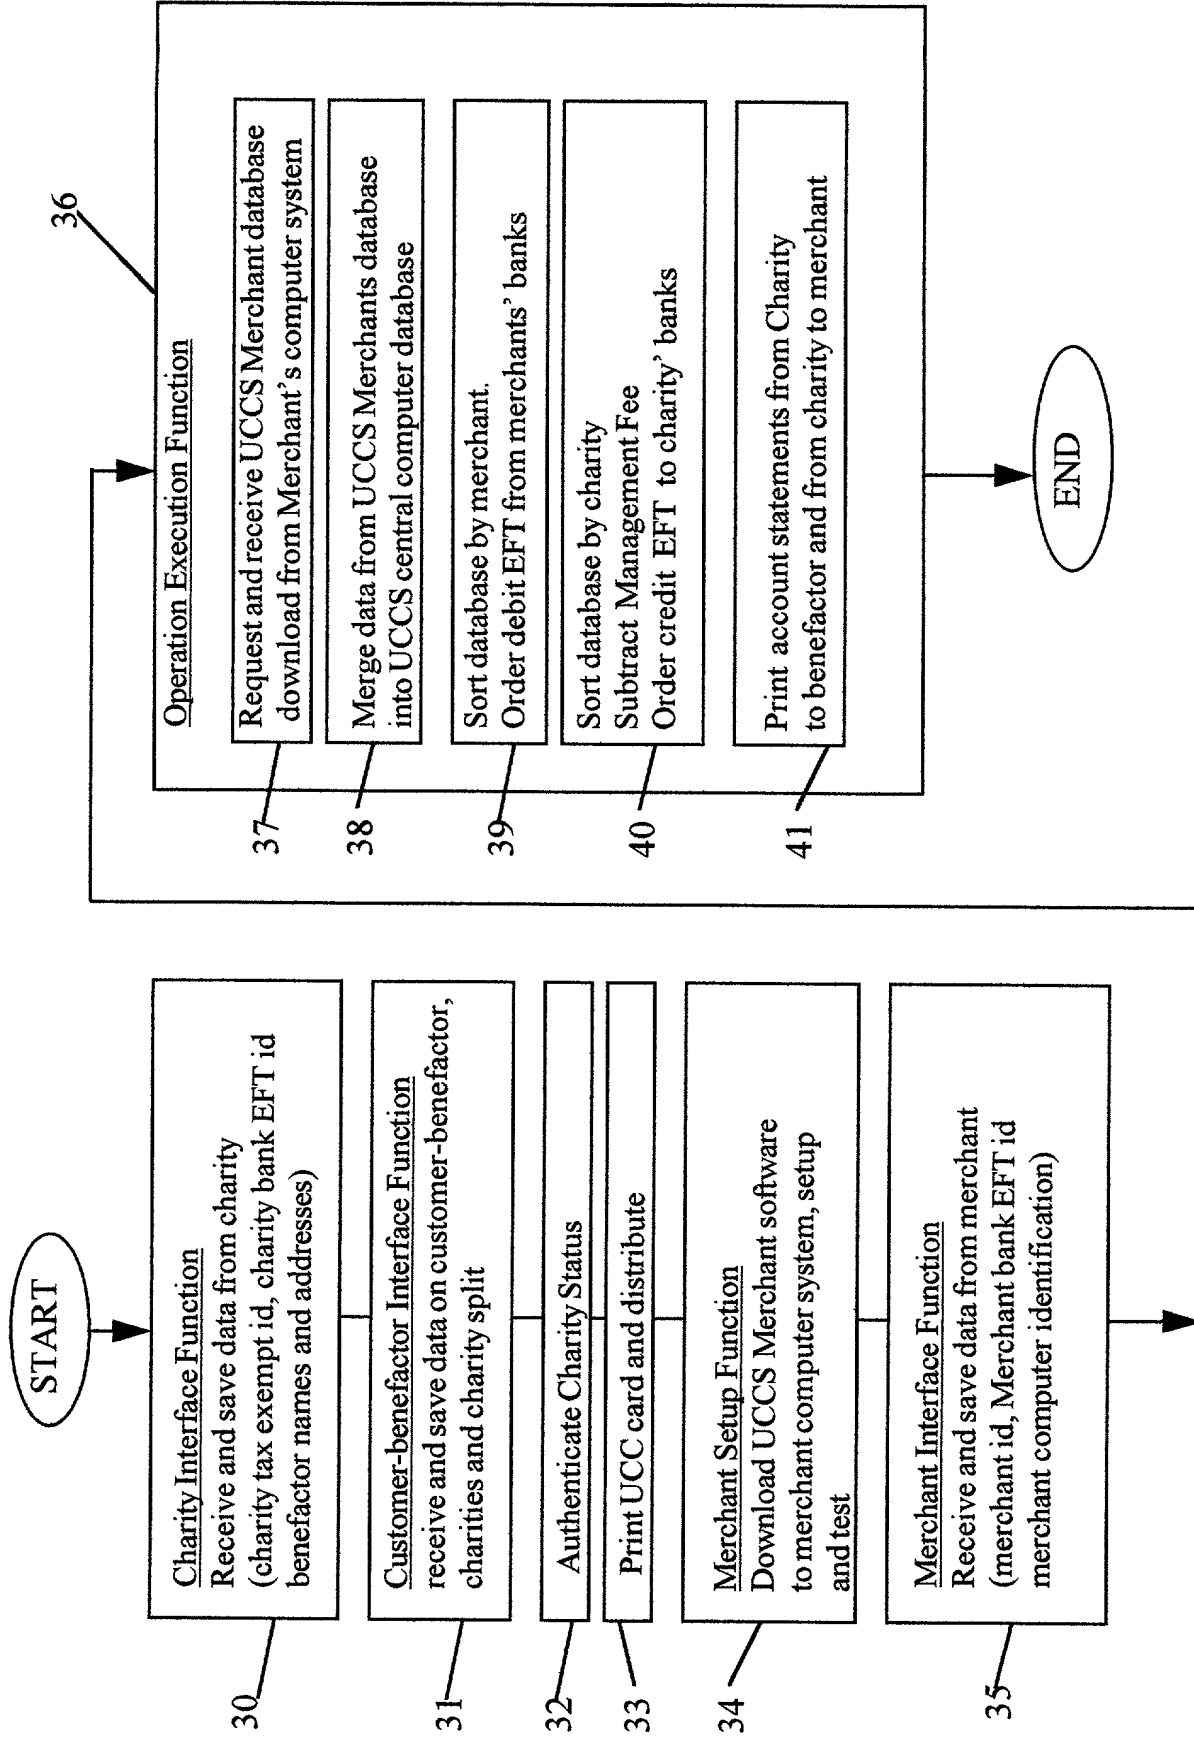 START
Charity Interface Function
Receive and save data from charity
(charity tax exempt id, charity bank EFT id
benefactor names and addresses)
30
Customer-benefactor Interface Function
receive and save data on customer-benefactor,
charities and charity split
31
Authenticate Charity Status
32
Print UCC card and distribute
33
Merchant Setup Function
Download UCCS Merchant software
to merchant computer system, setup
and test
34
Merchant Interface Function
Receive and save data from merchant
(merchant id, Merchant bank EFT id
merchant computer identification)
35
36
Operation Execution Function
Request and receive UCCS Merchant database
download from Merchant's computer system
37
Merge data from UCCS Merchants database
into UCCS central computer database
38
Sort database by merchant.
Order debit EFT from merchants' banks
39
Sort database by charity
Subtract Management Fee
Order credit EFT to charity' banks
40
Print account statements from Charity
to benefactor and from charity to merchant
41
END